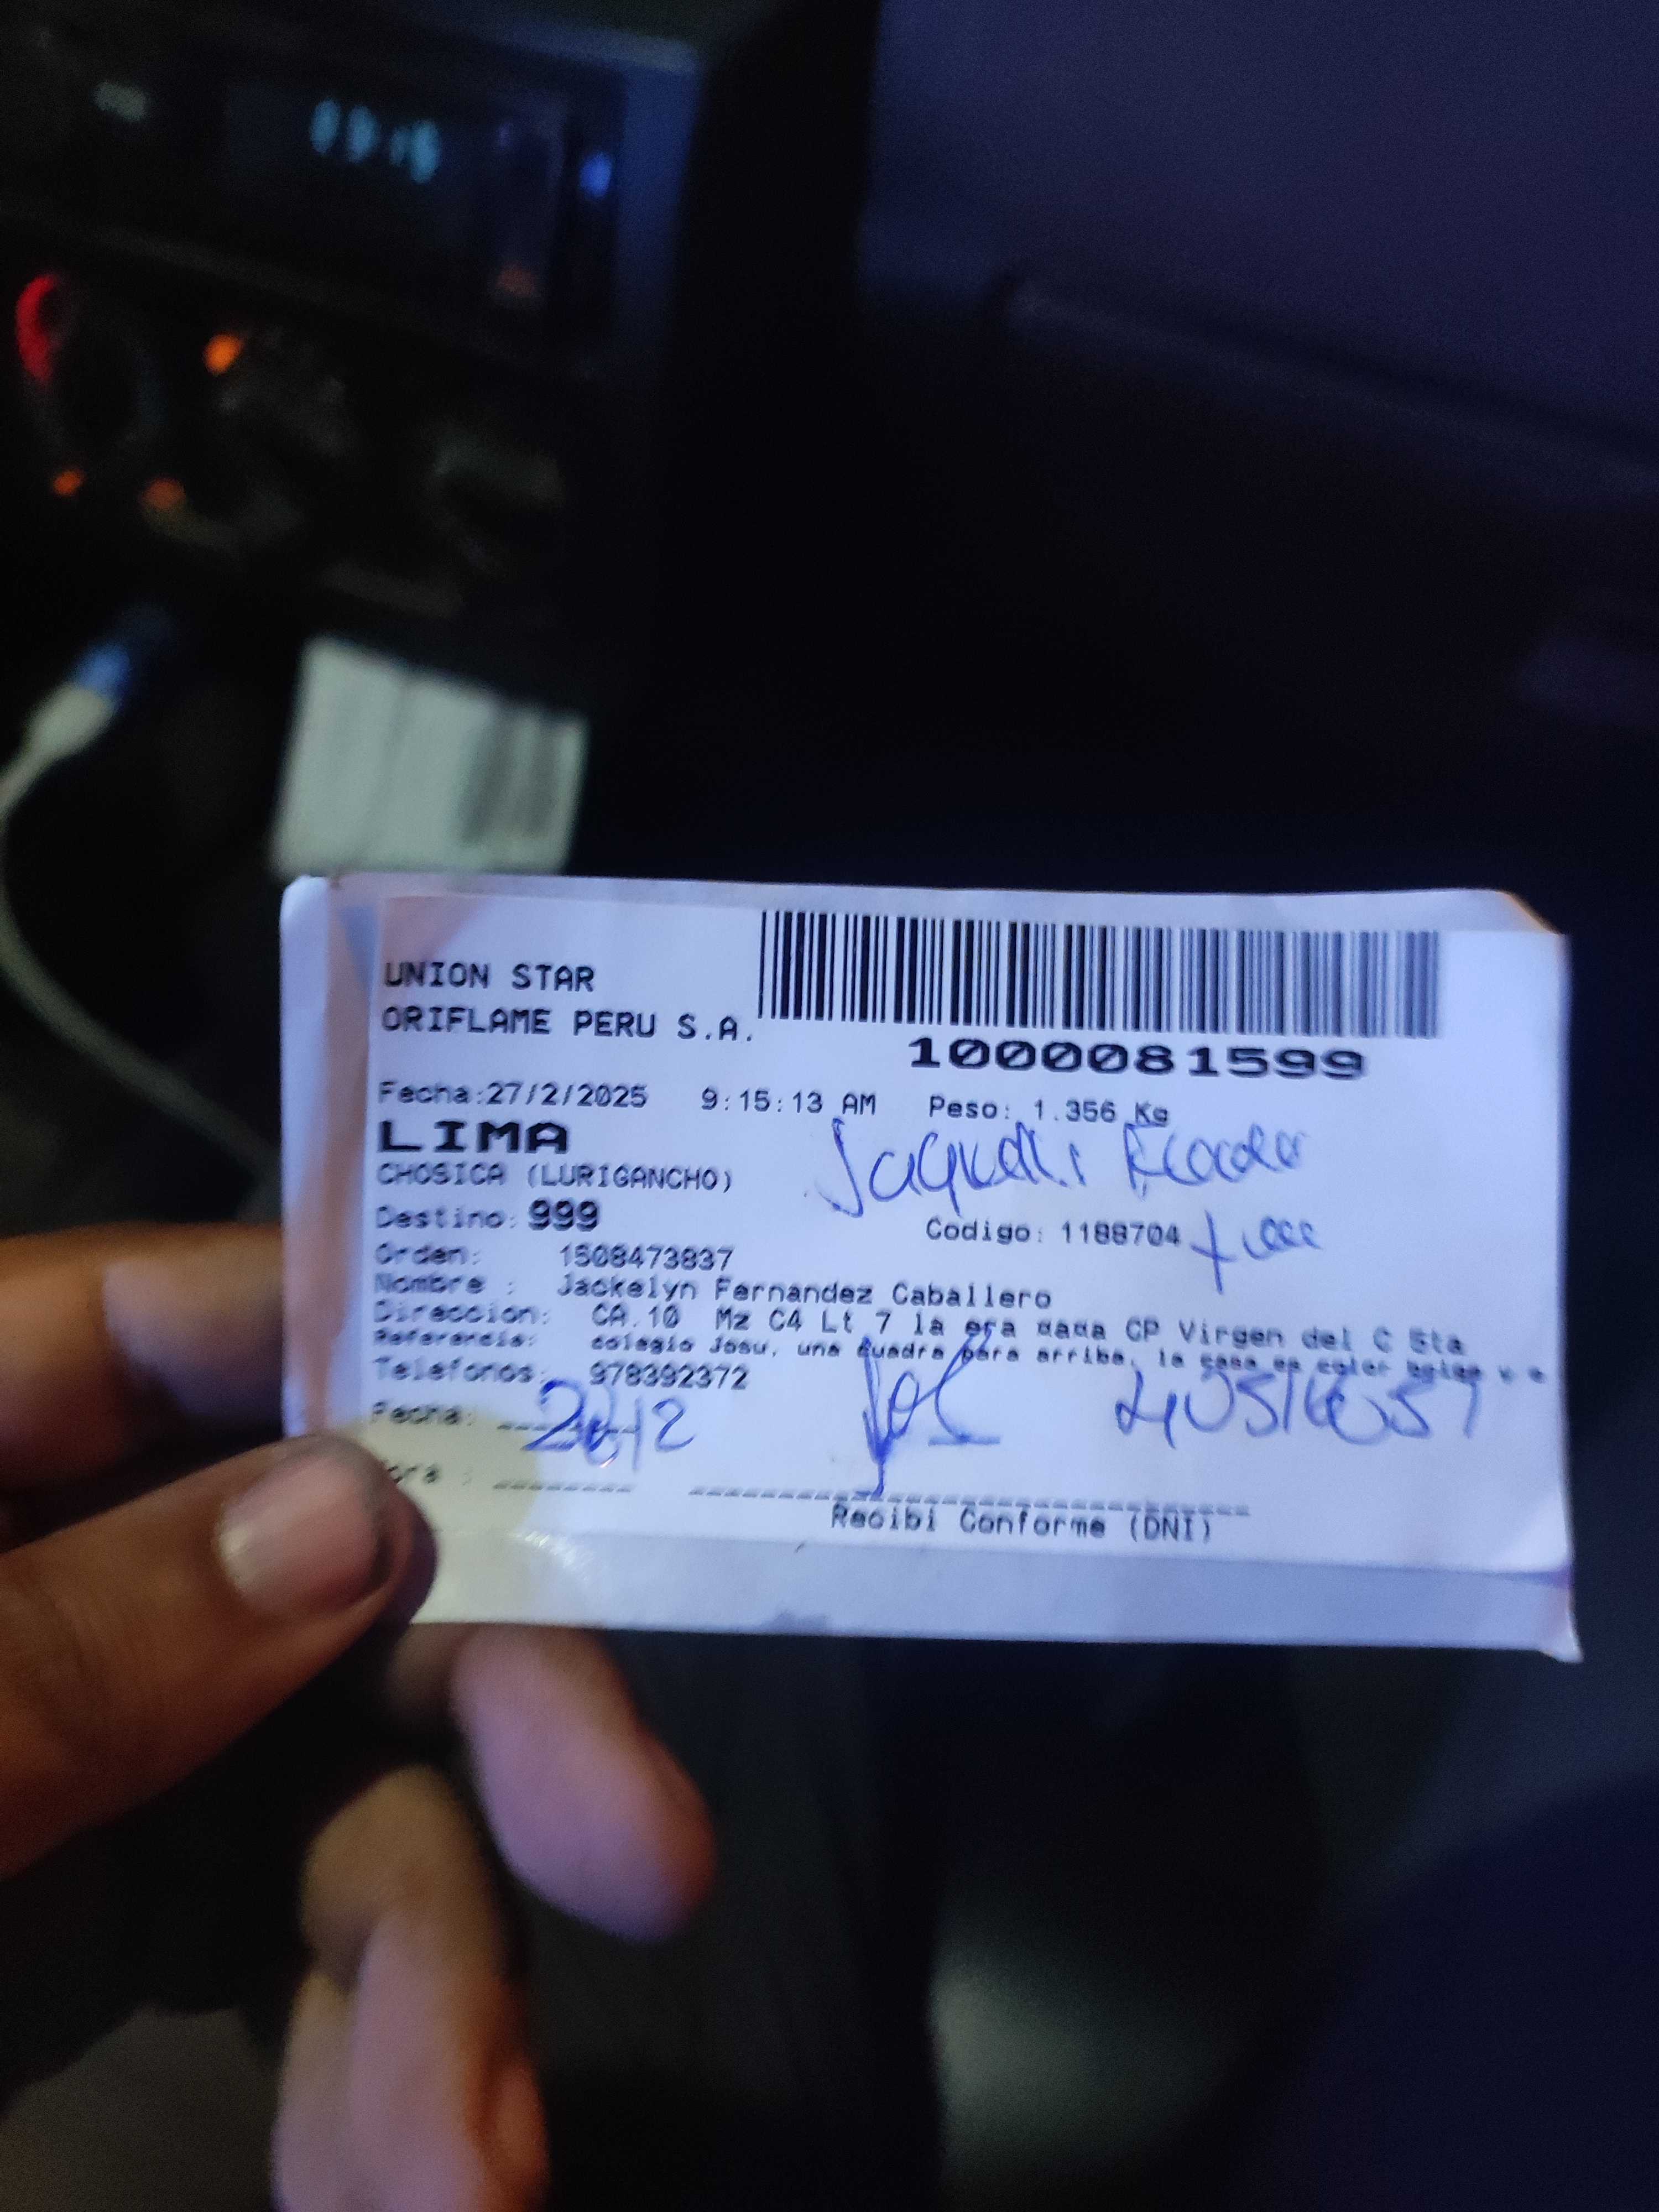 UNION STAR
ORIFLAME PERU S.A.
1000081599
Fecha:27/2/2025 9:15:13 AM Peso: 1.356 Kg
LIMA
CHOSICA (LURIGANCHO)
Destino: 999
Codigo: 1188704
Orden: 1508473837
Nombre : Jackelyn Fernandez Caballero
Direccion: CA.10 Mz C4 Lt 7 la era ñaña CP Virgen del C 5ta
Referencia: colegio Josu, una cuadra para arriba, la casa es color beige y e
Telefonos: 978392372
Fecha:
Recibi Conforme (DNI)